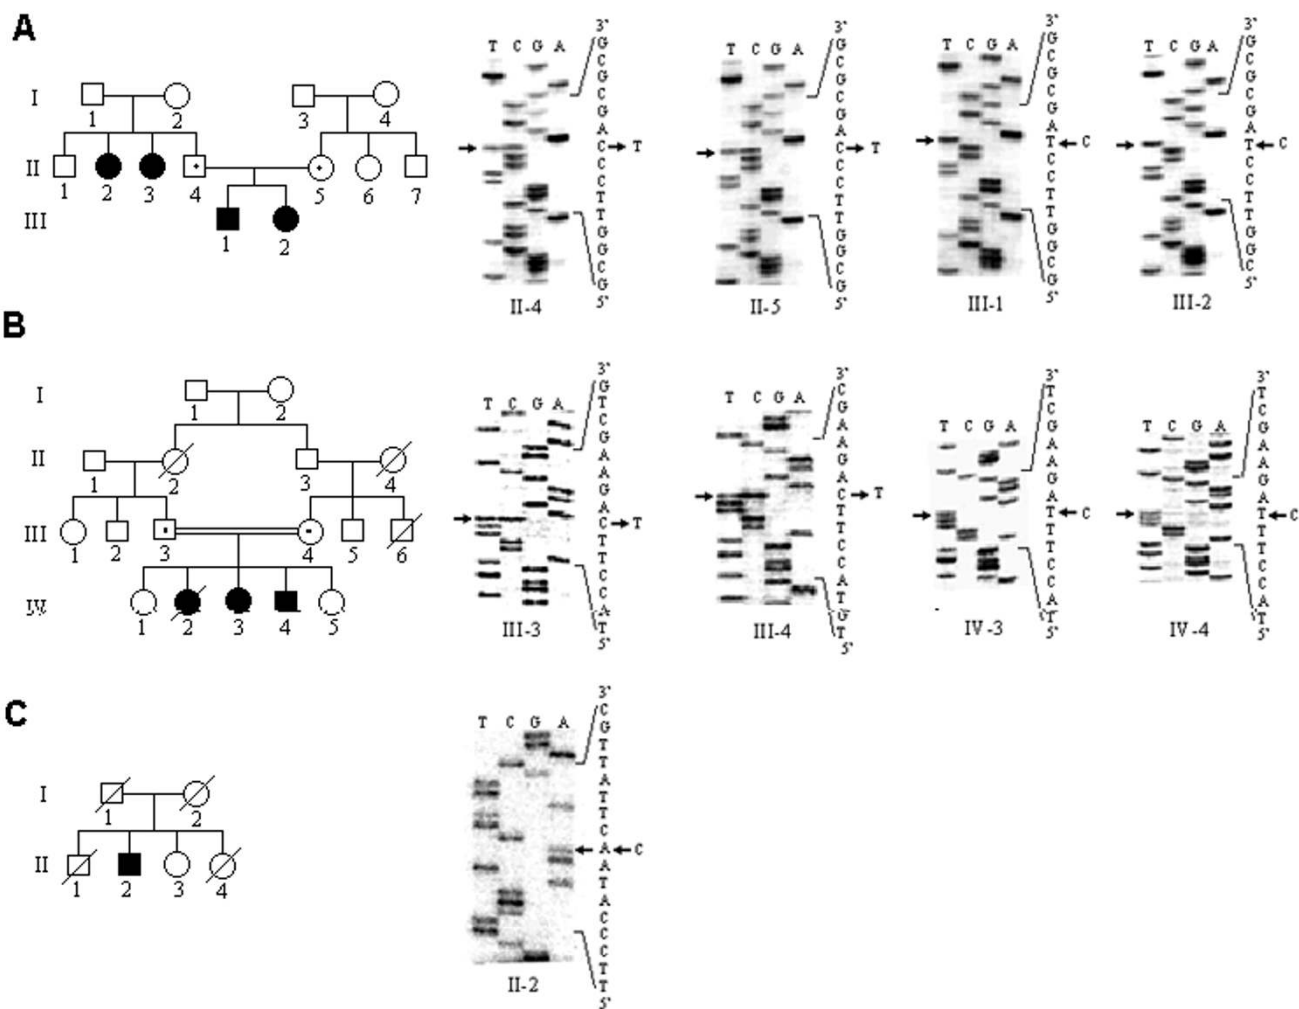 A
I
1 2 3 4
II
1 2 3 4 5 6 7
III
1 2
T C G A
3' G C G C G A C C C T T G G C G 5'
→ T
II-4
T C G A
3' G C G C G A C C C T T G G C G 5'
→ T
II-5
T C G A
3' G C G C G A T C C T T G G C G 5'
← C
III-1
T C G A
3' G C G C G A T C C T T G G C 5'
← C
III-2
B
I
1 2
II
1 2 3 4
III
1 2 3 4 5 6
IV
1 2 3 4 5
T C G A
3' G T C G A A G A C T T C C A T 5'
→ T
III-3
T C G A
3' C G A A G A C T T C C A T G T 5'
→ T
III-4
T C G A
3' T C G A A G A T T T C C A T 5'
← C
IV-3
T C G A
3' T C G A A G A T T T C C A T 5'
← C
IV-4
C
I
1 2
II
1 2 3 4
T C G A
3' C G T T A T T C A A T A C C C T T 5'
← A ← C
II-2